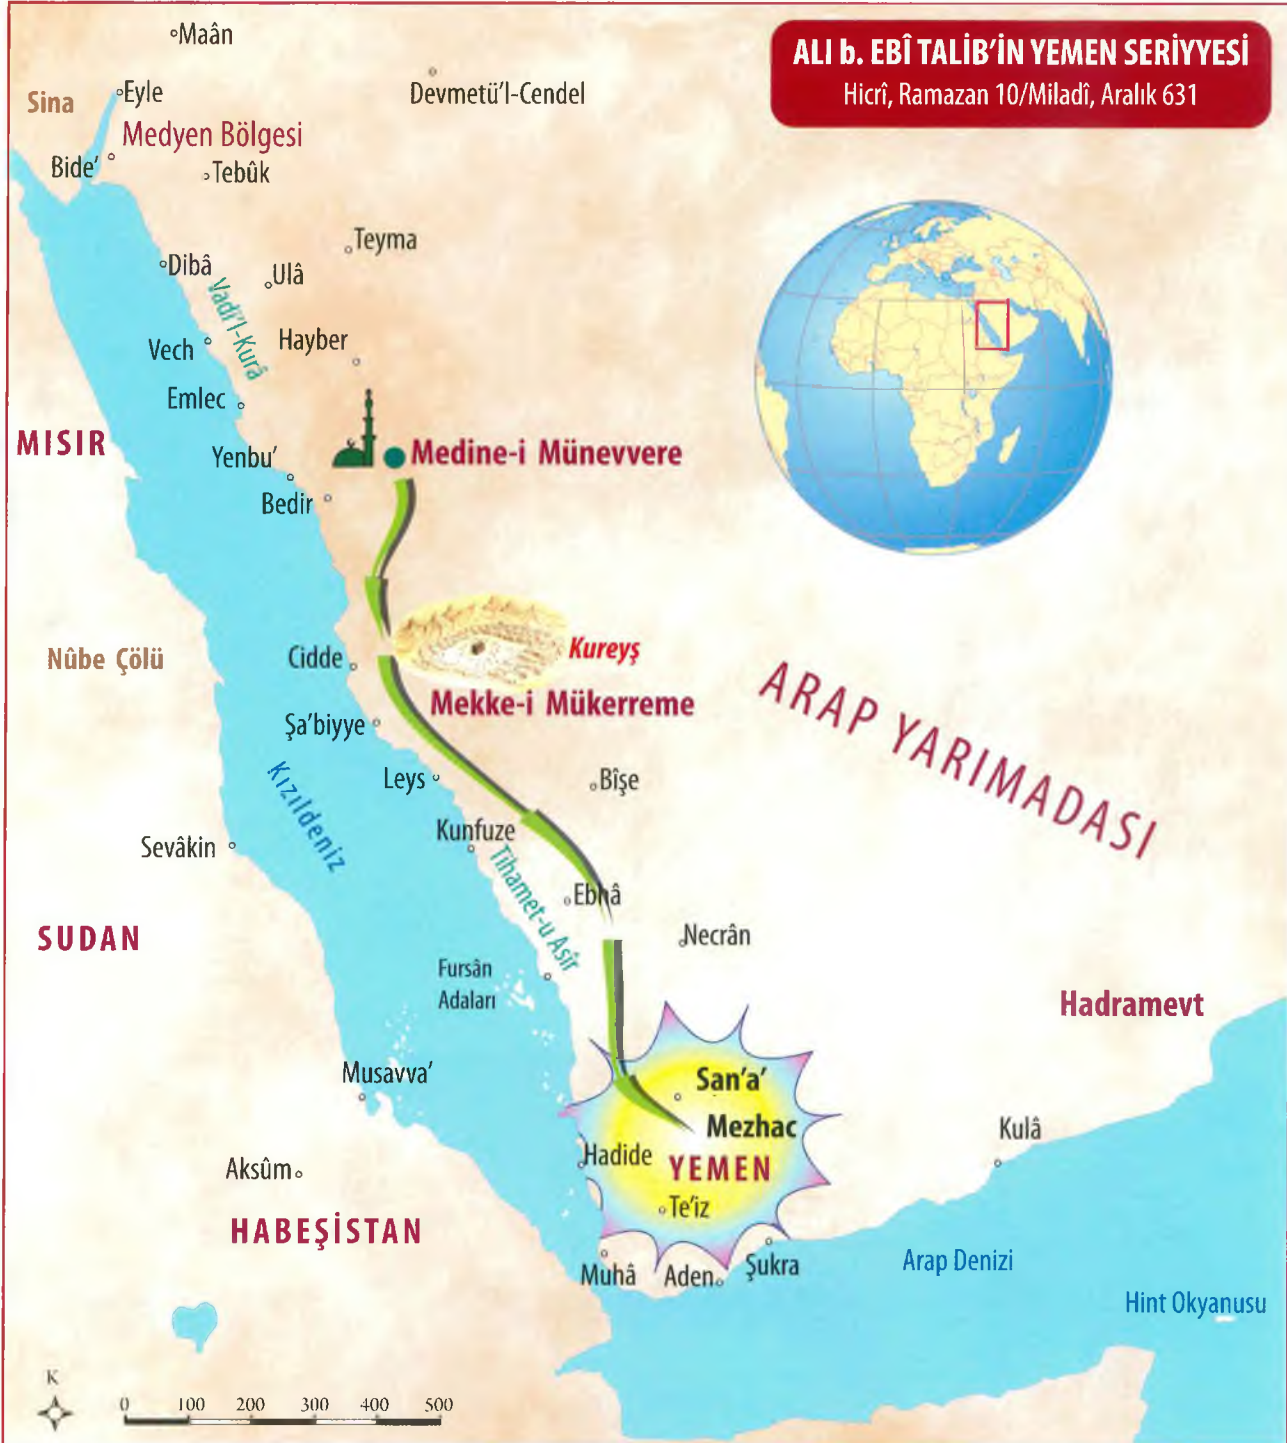 ALI b. EBÎ TALİB'İN YEMEN SERİYYESİ
Hicrî, Ramazan 10/Miladî, Aralık 631
Maân
Sina
Eyle
Devmetü'l-Cendel
Medyen Bölgesi
Bide'
Tebûk
Teyma
Dibâ
Ulâ
Vadi'l-Kurâ
Vech
Hayber
Emlec
MISIR
Yenbu'
Medine-i Münevvere
Bedir
Nûbe Çölü
Cidde
Kureyş
Mekke-i Mükerreme
ARAP YARIMADASI
Şa'biyye
Leys
Bîşe
Kızıldeniz
Kunfuze
Sevâkin
Tihamet-u Asîr
Ebhâ
SUDAN
Necrân
Fursân
Adaları
Hadramevt
Musavva'
San'a'
Mezhac
Kulâ
Hadide
YEMEN
Aksûm
Te'iz
HABEŞİSTAN
Muhâ
Aden
Şukra
Arap Denizi
Hint Okyanusu
K
0 100 200 300 400 500